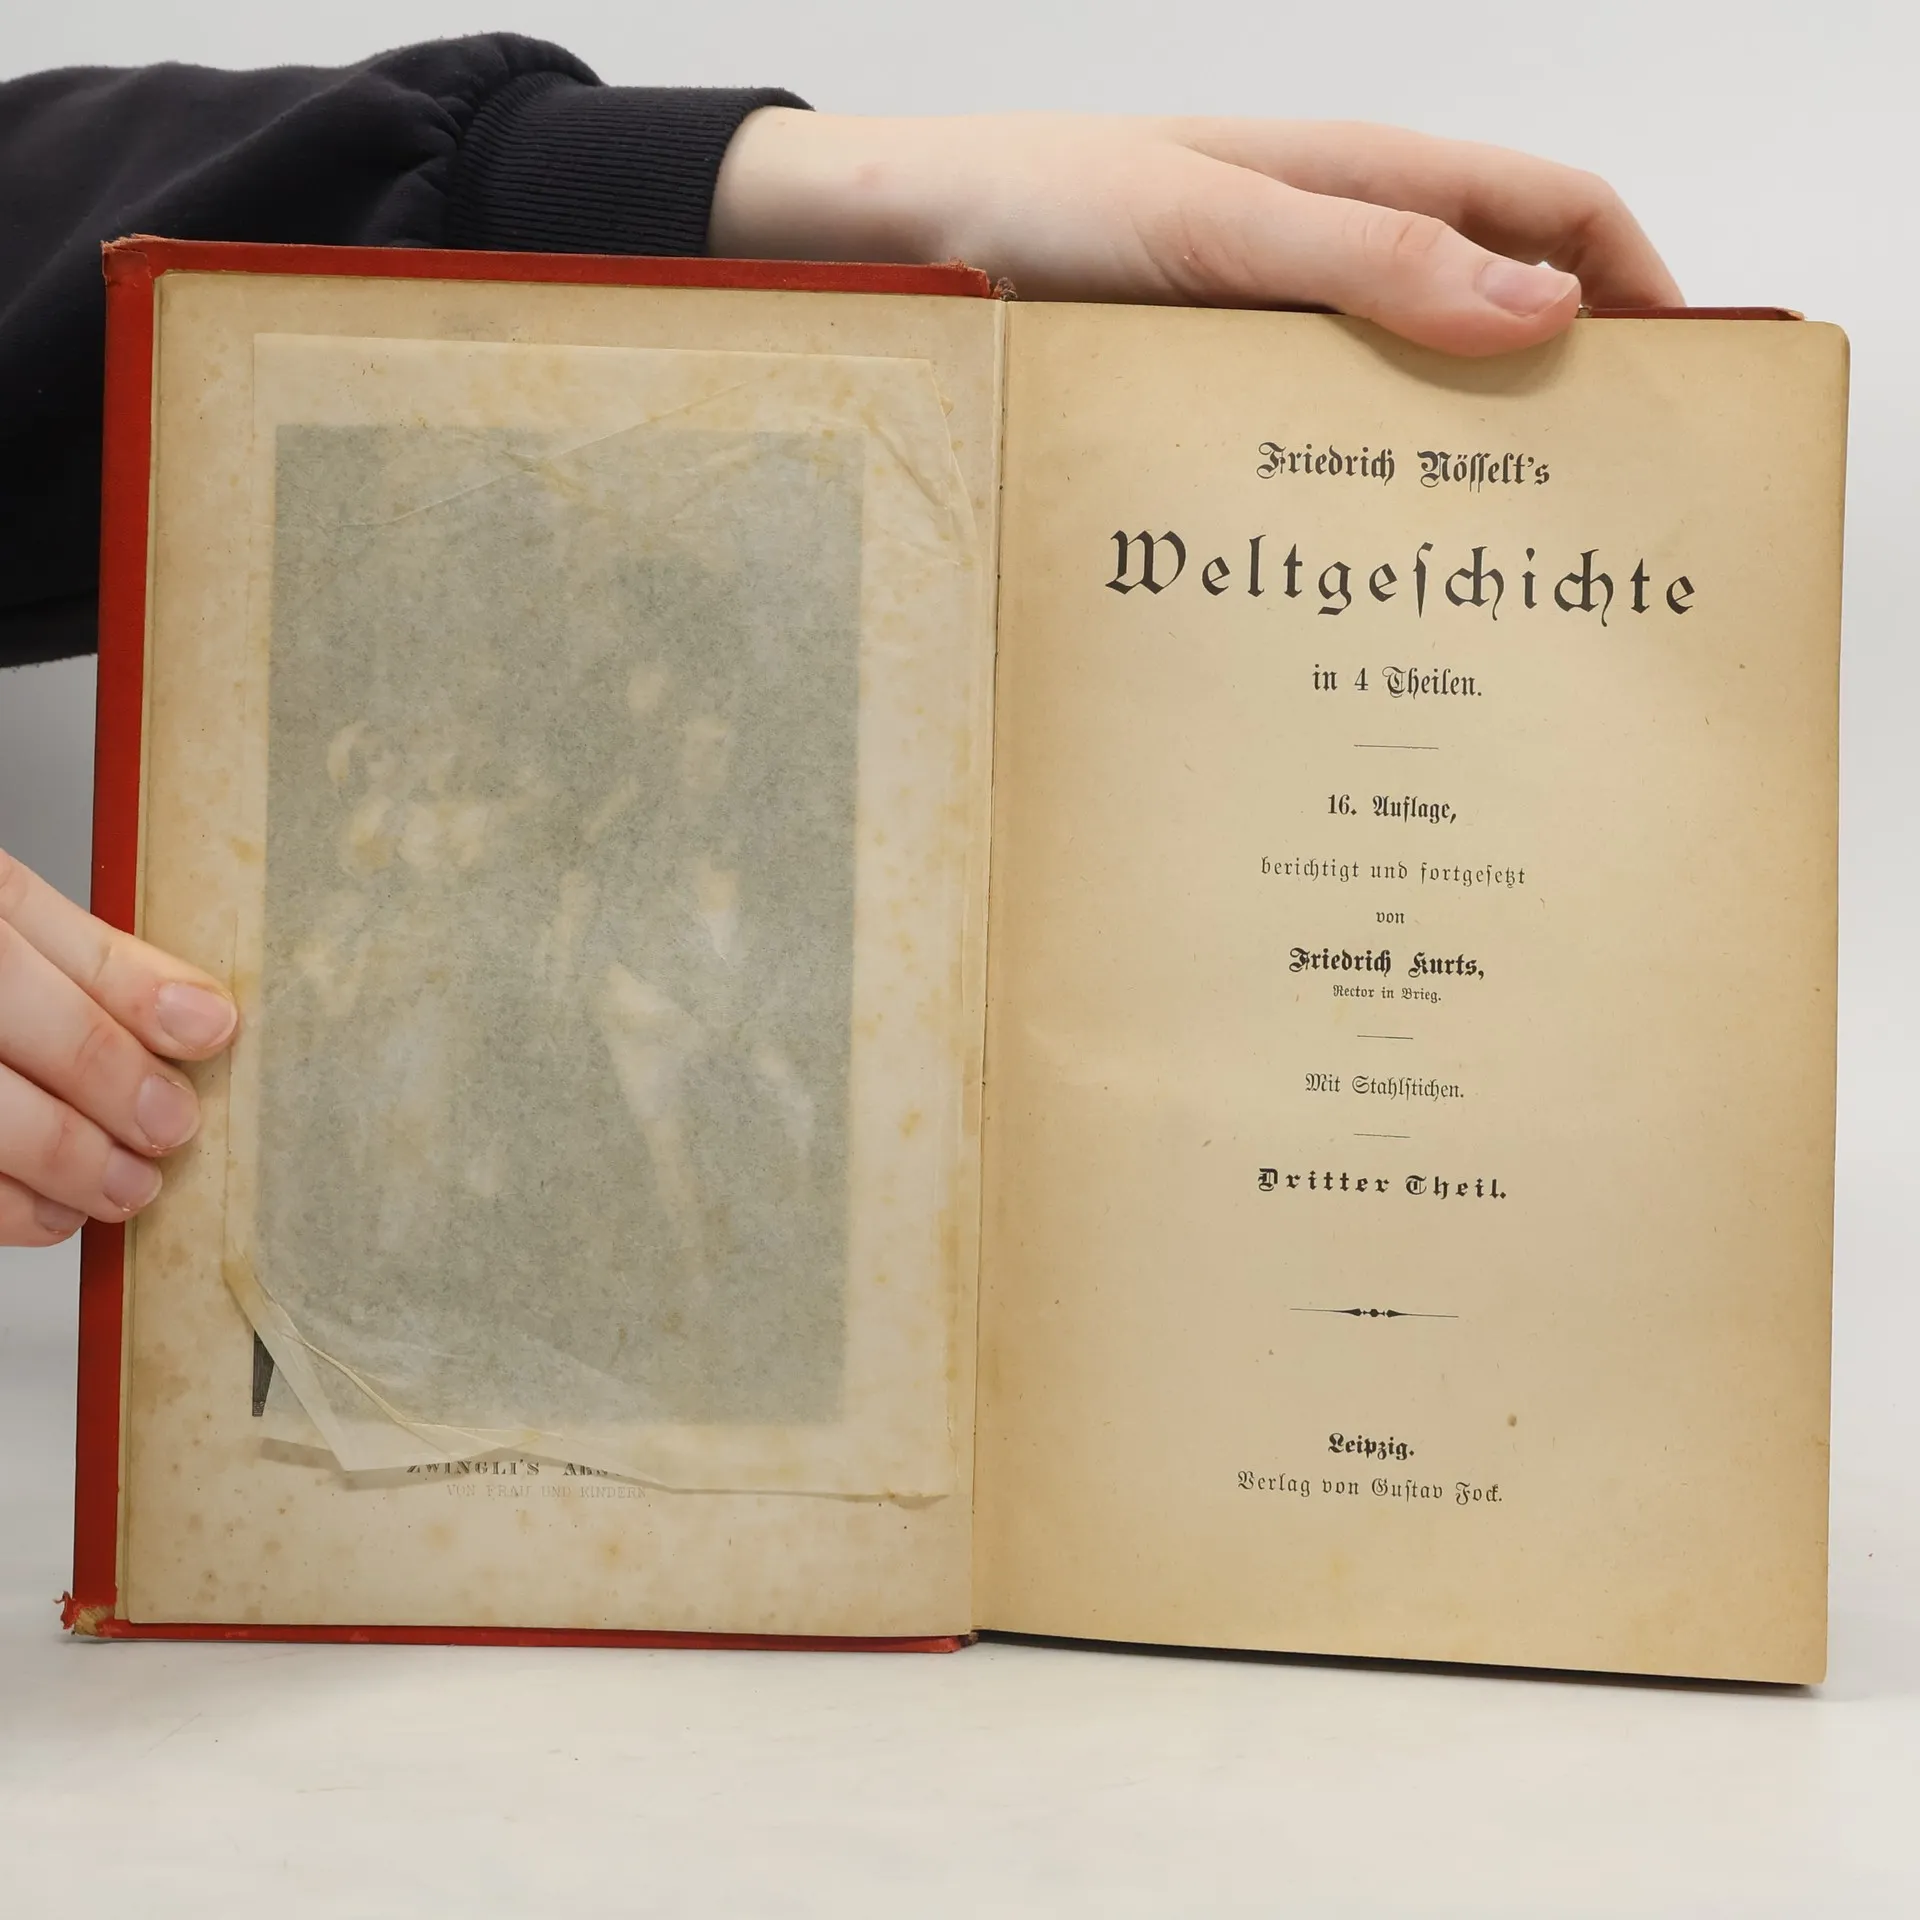 ZWINGLI'S
VON FRAU UND KINDERN
Friedrich Nöſſelt's
Weltgeſchichte
in 4 Theilen.
16. Auflage,
berichtigt und fortgeſetzt
von
Friedrich Kurts,
Rector in Brieg.
Mit Stahlſtichen.
Dritter Theil.
Leipzig.
Verlag von Guſtav Fock.